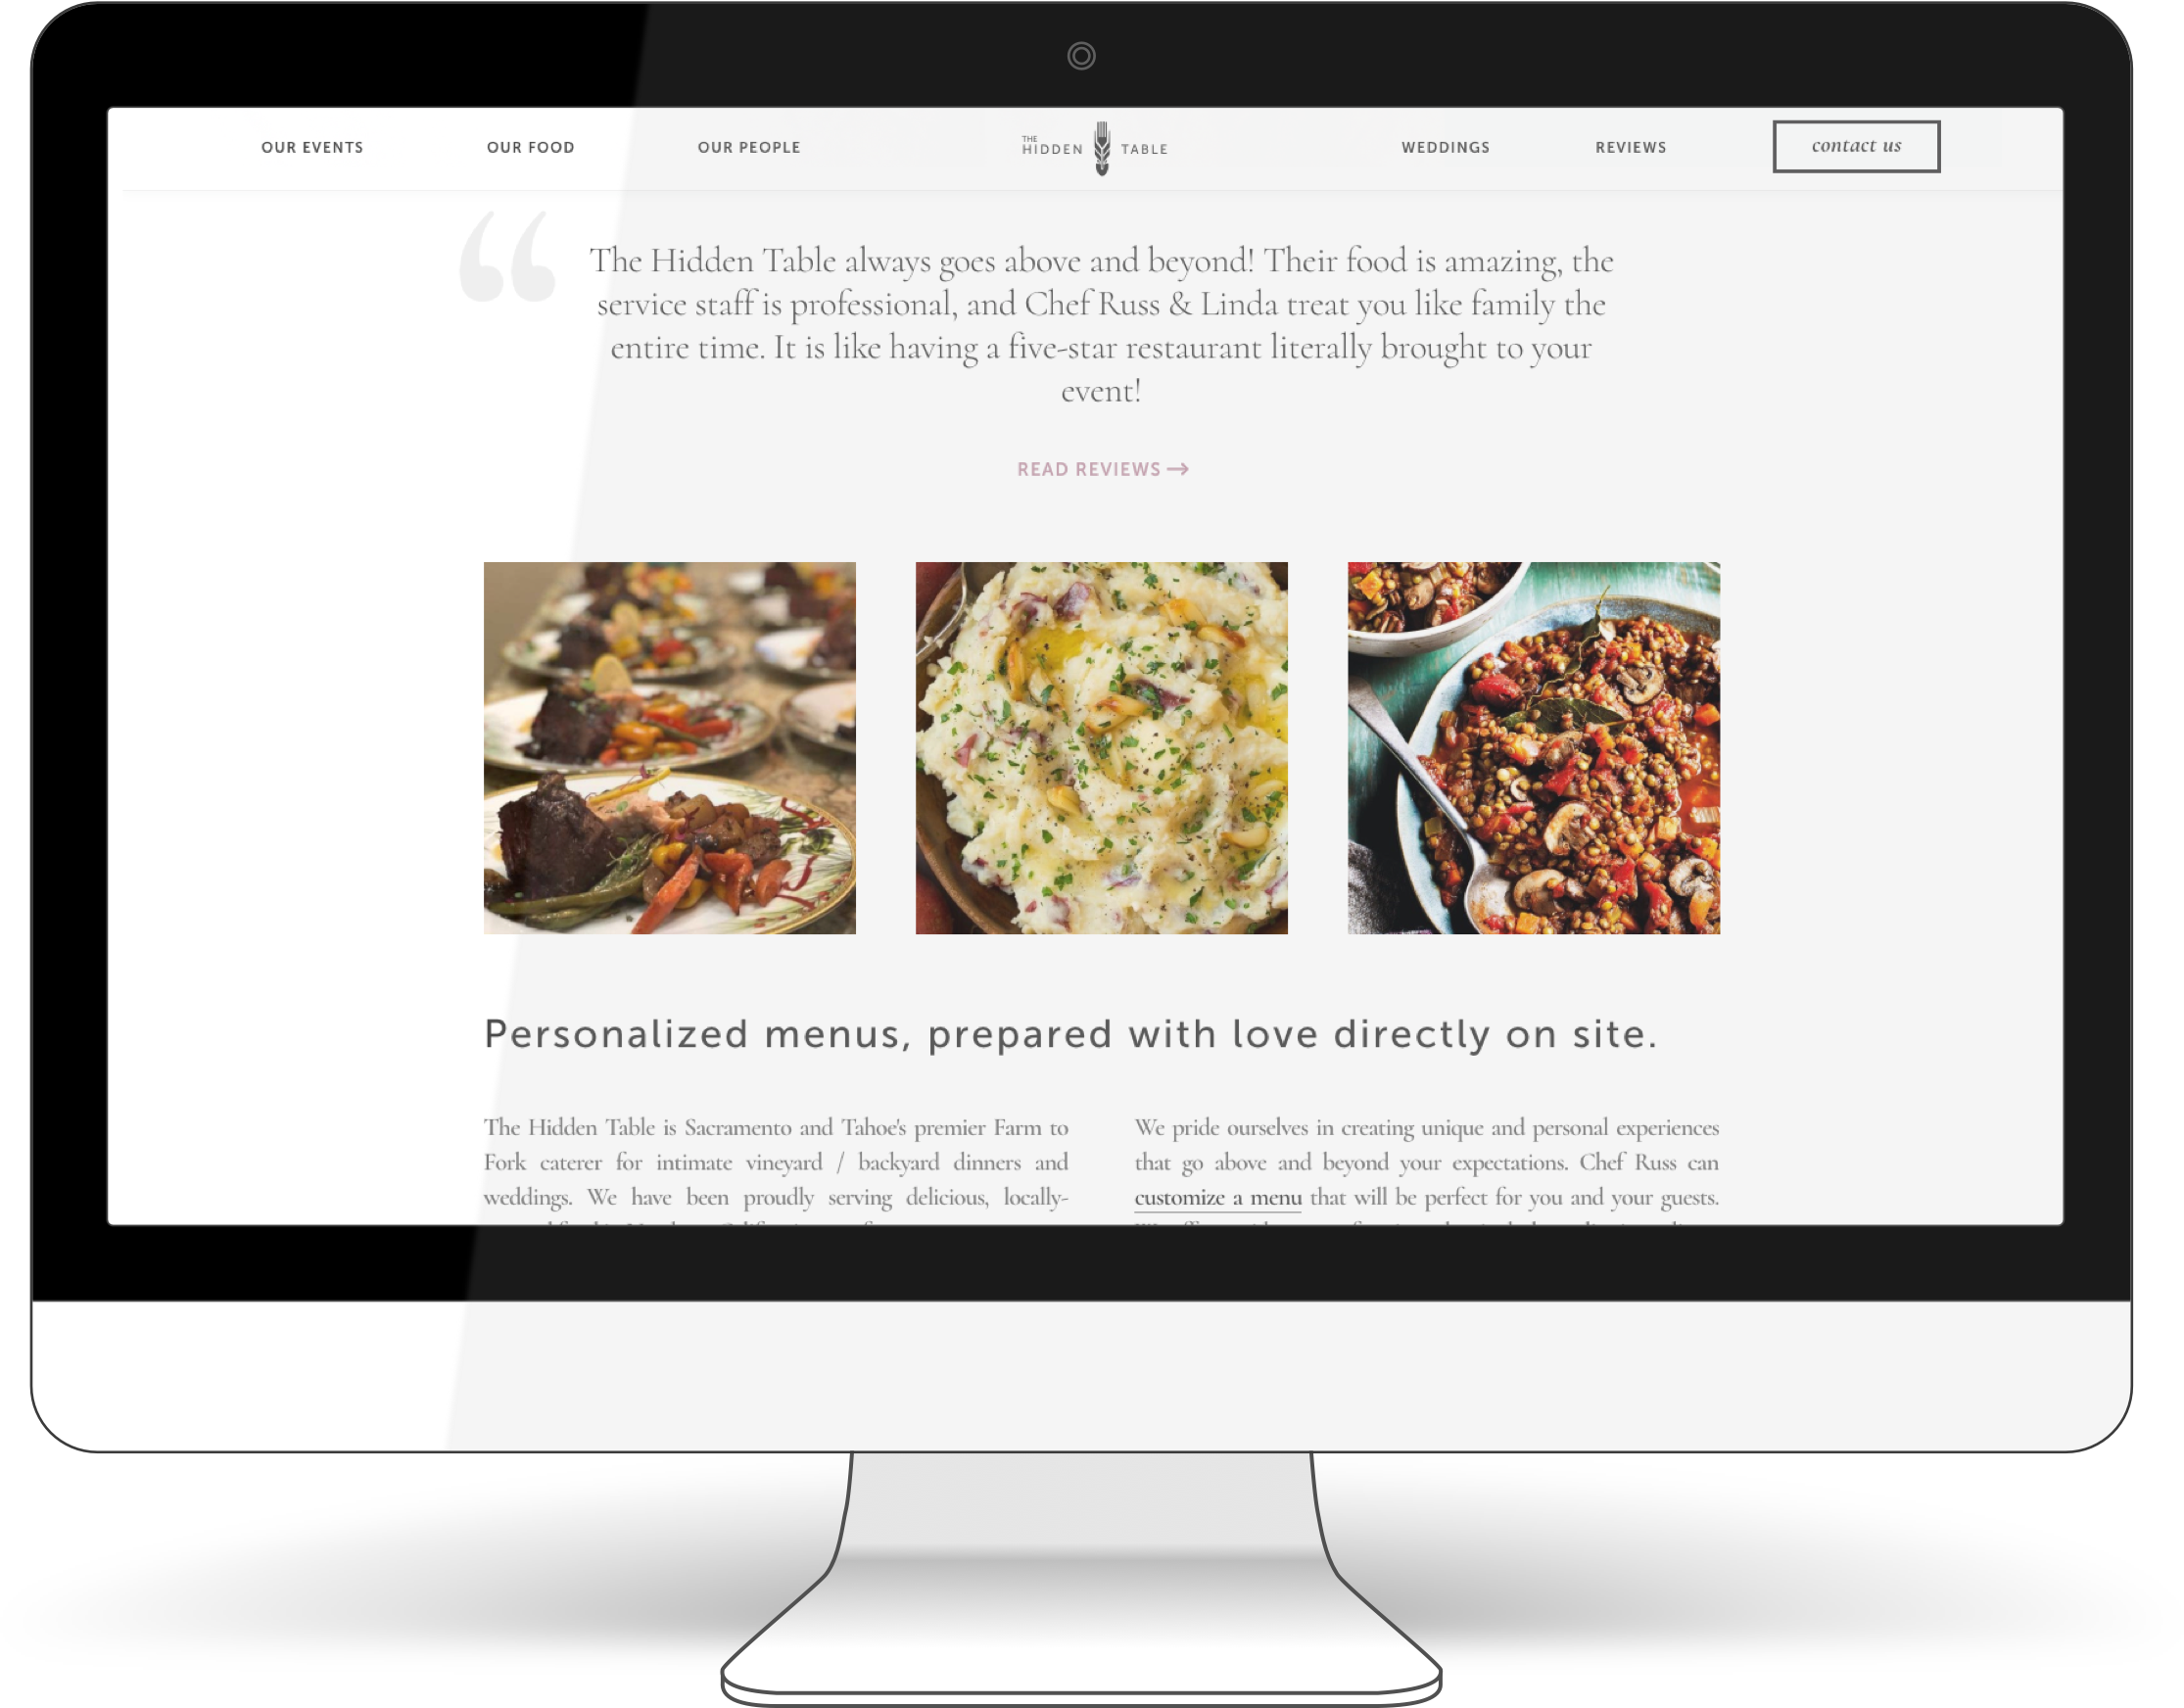 OUR EVENTS OUR FOOD OUR PEOPLE THE HIDDEN TABLE WEDDINGS REVIEWS contact us
“
The Hidden Table always goes above and beyond! Their food is amazing, the
service staff is professional, and Chef Russ & Linda treat you like family the
entire time. It is like having a five-star restaurant literally brought to your
event!
READ REVIEWS →
Personalized menus, prepared with love directly on site.
The Hidden Table is Sacramento and Tahoe's premier Farm to
Fork caterer for intimate vineyard / backyard dinners and
weddings. We have been proudly serving delicious, locally-
We pride ourselves in creating unique and personal experiences
that go above and beyond your expectations. Chef Russ can
customize a menu that will be perfect for you and your guests.